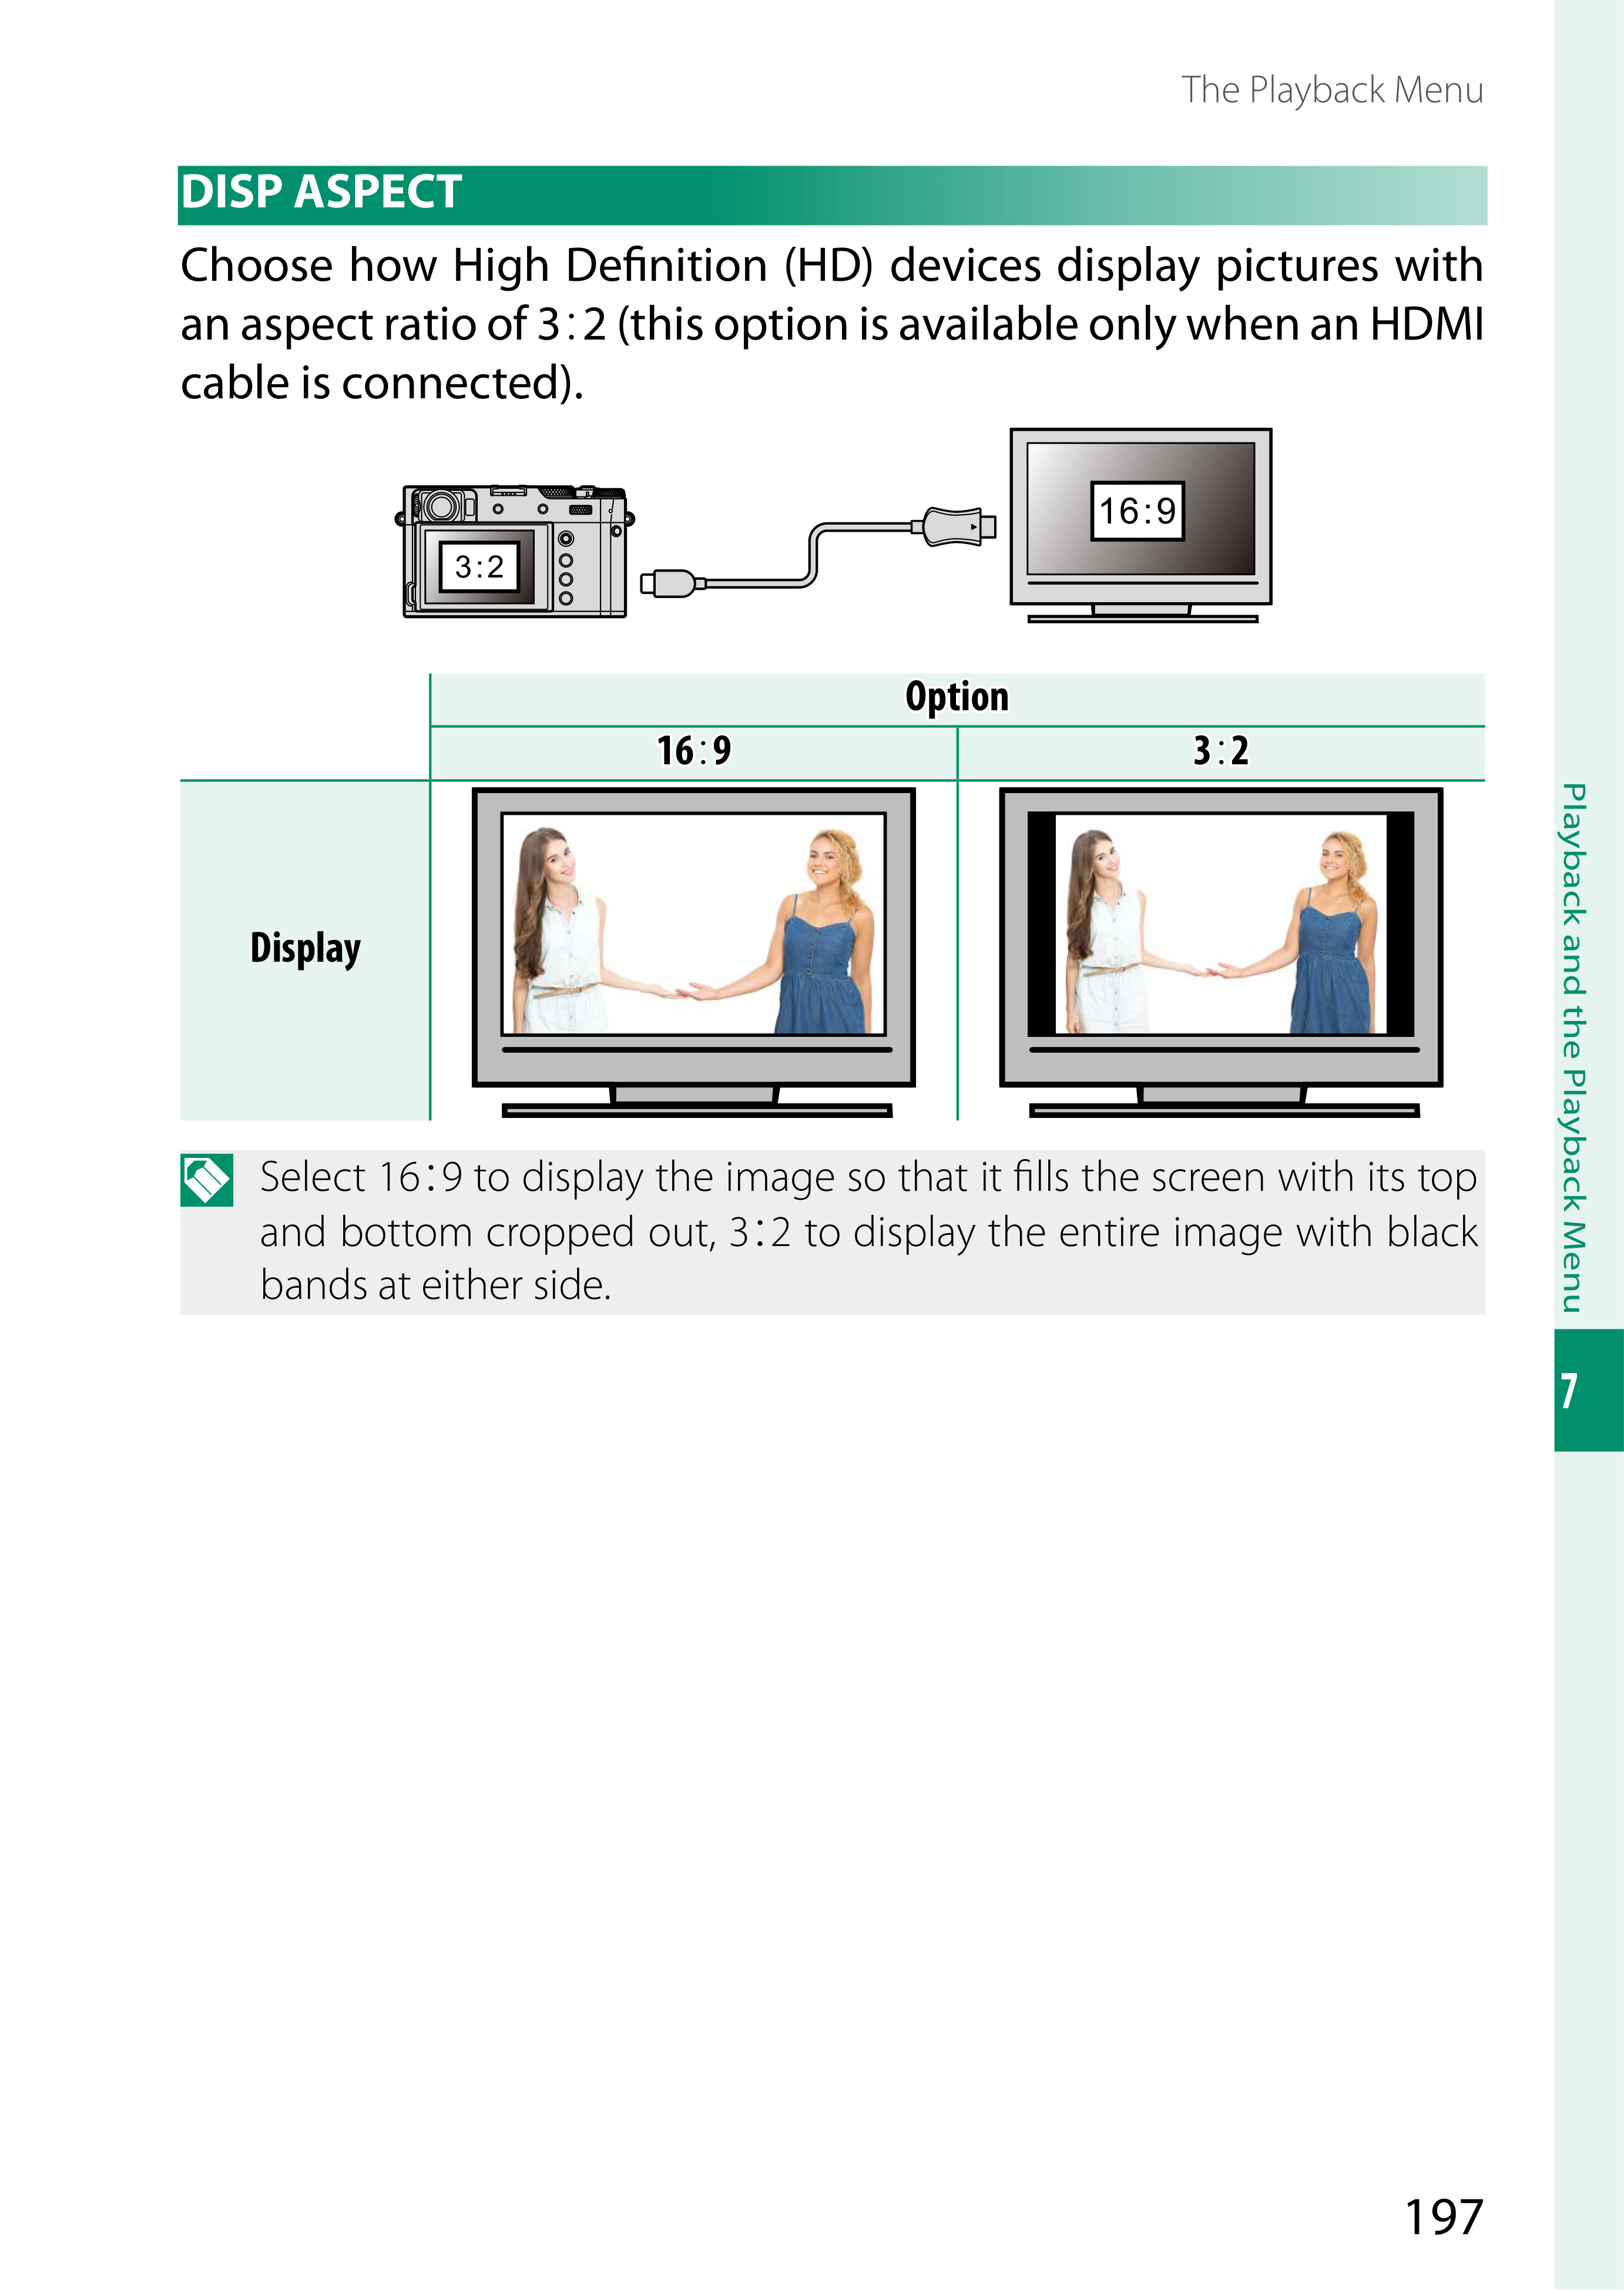 The Playback Menu
DISP ASPECT
Choose how High Definition (HD) devices display pictures with
an aspect ratio of 3:2 (this option is available only when an HDMI
cable is connected).
3:2
16:9
Option
16:9
3:2
Display
Select 16:9 to display the image so that it fills the screen with its top
and bottom cropped out, 3:2 to display the entire image with black
bands at either side.
Playback and the Playback Menu
7
197